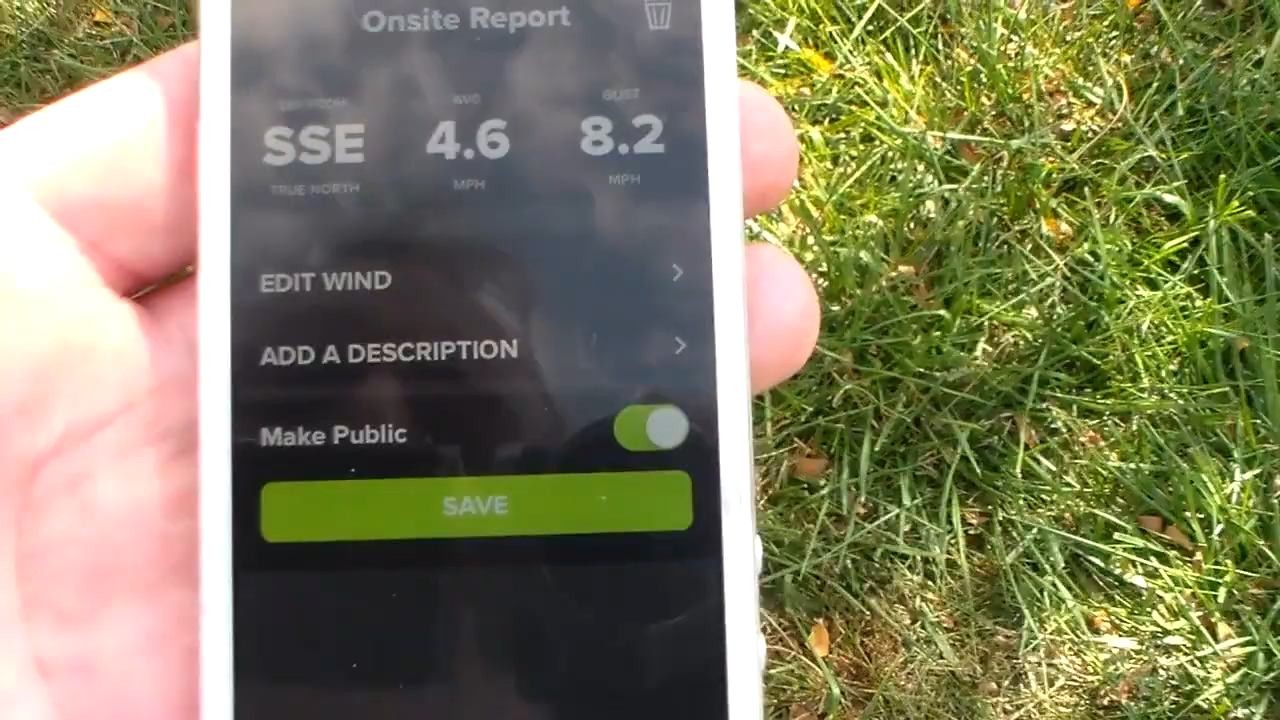 Onsite Report
AVG
GUST
SSE
4.6
8.2
TRUE NORTH
MPH
MPH
EDIT WIND
ADD A DESCRIPTION
Make Public
SAVE